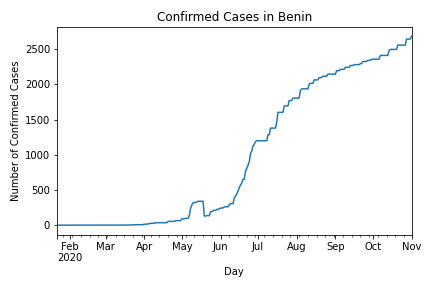 Confirmed Cases in Benin
Number of Confirmed Cases
2500
2000
1500
1000
500
0
Feb Mar Apr May Jun Jul Aug Sep Oct Nov
2020
Day